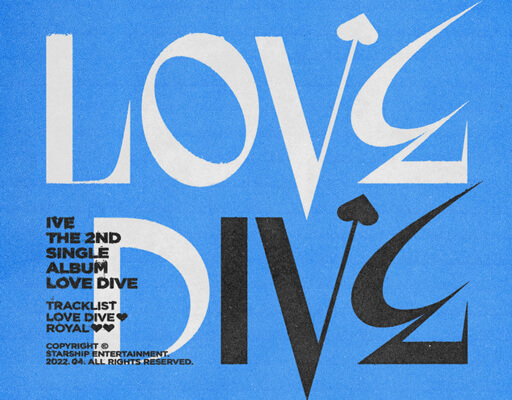 LOVE
DIVE
IVE
THE 2ND
SINGLE
ALBUM
LOVE DIVE
TRACKLIST
LOVE DIVE ♥
ROYAL ♥♥
COPYRIGHT ©
STARSHIP ENTERTAINMENT.
2022. 04. ALL RIGHTS RESERVED.